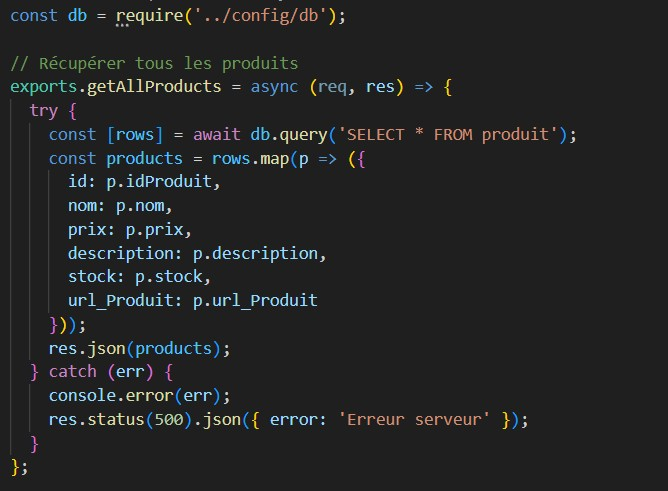 const db = require('../config/db');
// Récupérer tous les produits
exports.getAllProducts = async (req, res) => {
try {
const [rows] = await db.query('SELECT * FROM produit');
const products = rows.map(p => ({
id: p.idProduit,
nom: p.nom,
prix: p.prix,
description: p.description,
stock: p.stock,
url_Produit: p.url_Produit
}));
res.json(products);
} catch (err) {
console.error(err);
res.status(500).json({ error: 'Erreur serveur' });
}
};